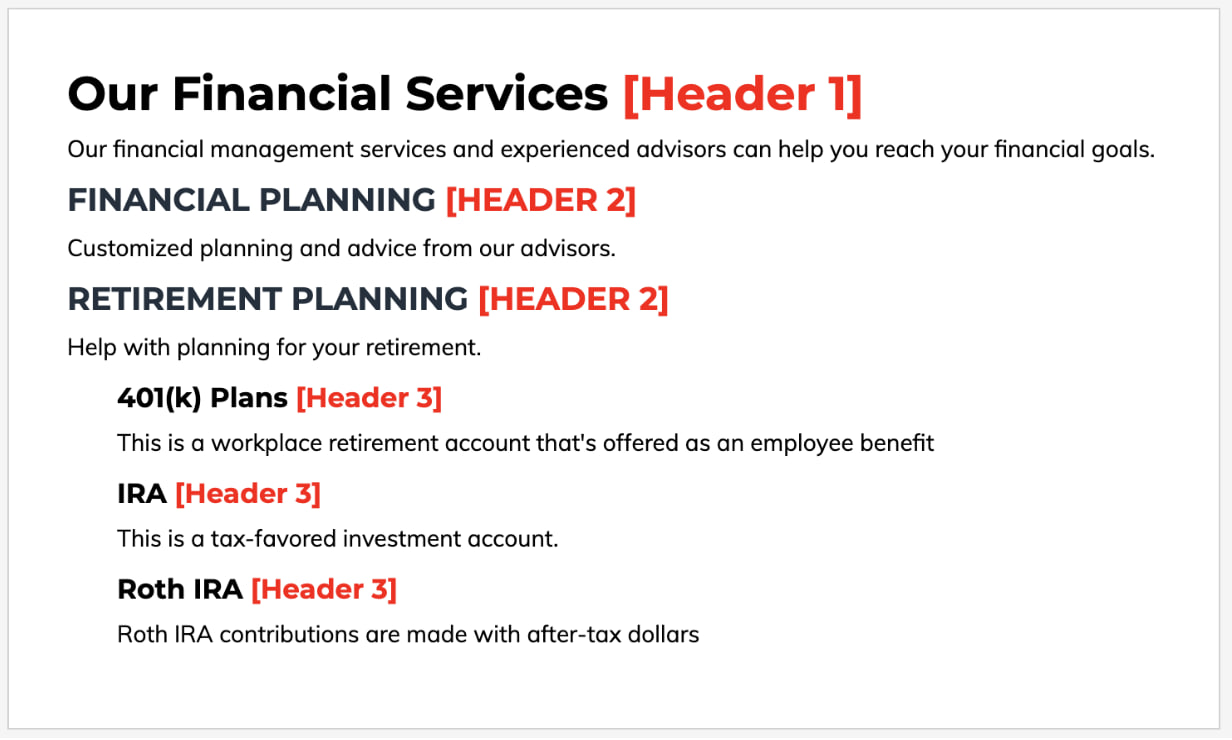 Our Financial Services [Header 1]
Our financial management services and experienced advisors can help you reach your financial goals.
FINANCIAL PLANNING [HEADER 2]
Customized planning and advice from our advisors.
RETIREMENT PLANNING [HEADER 2]
Help with planning for your retirement.
401(k) Plans [Header 3]
This is a workplace retirement account that's offered as an employee benefit
IRA [Header 3]
This is a tax-favored investment account.
Roth IRA [Header 3]
Roth IRA contributions are made with after-tax dollars